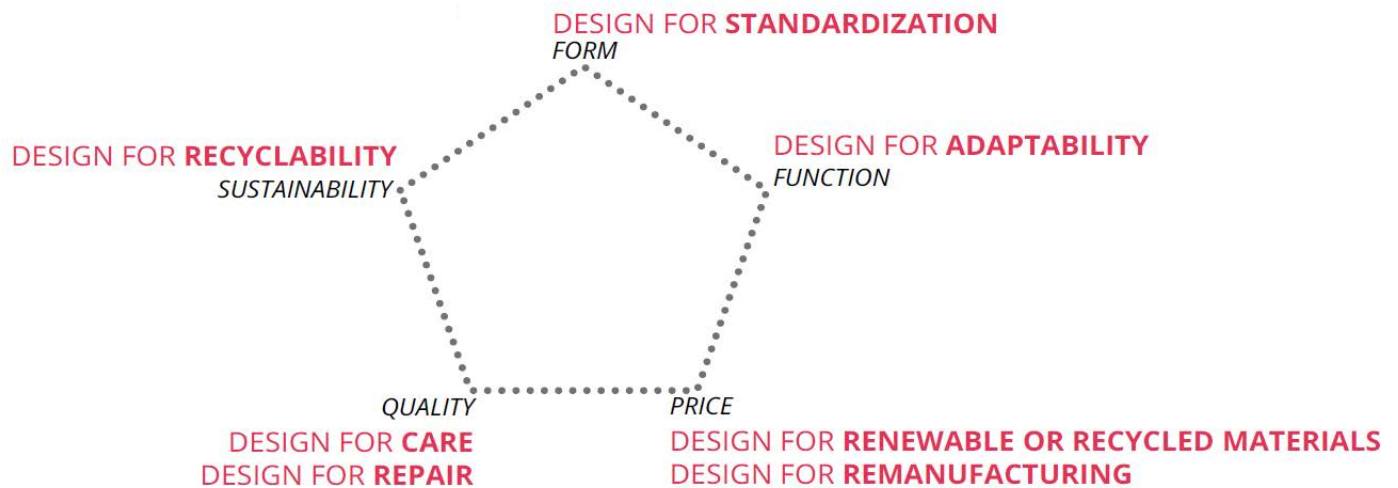 DESIGN FOR STANDARDIZATION
FORM
DESIGN FOR RECYCLABILITY
SUSTAINABILITY
DESIGN FOR ADAPTABILITY
FUNCTION
QUALITY
DESIGN FOR CARE
DESIGN FOR REPAIR
PRICE
DESIGN FOR RENEWABLE OR RECYCLED MATERIALS
DESIGN FOR REMANUFACTURING